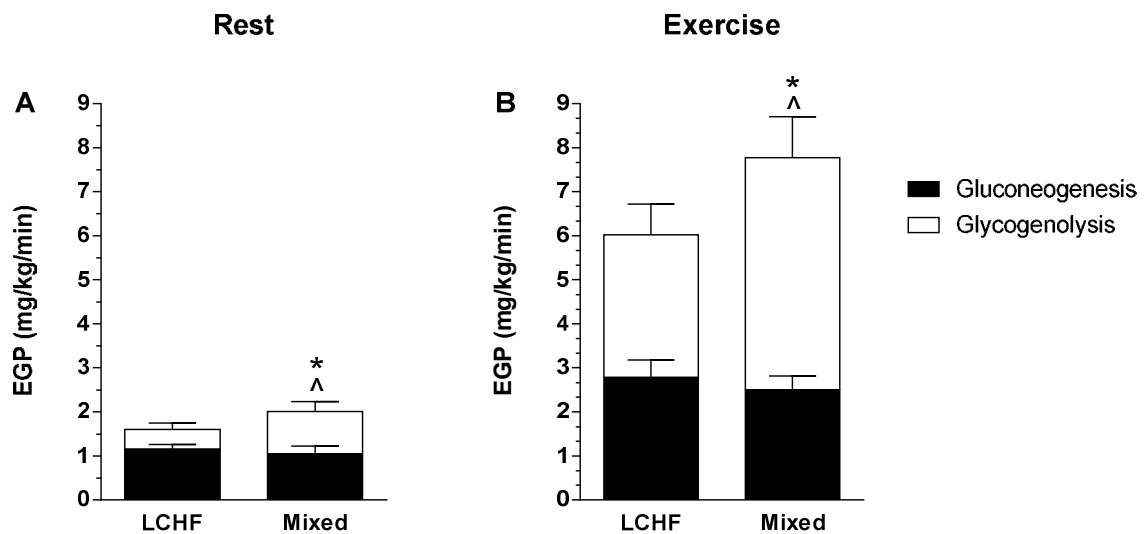 Rest
Exercise
A
9
8
7
6
5
4
3
2
1
0
EGP (mg/kg/min)
*
^
LCHF
Mixed
B
9
8
7
6
5
4
3
2
1
0
EGP (mg/kg/min)
*
^
LCHF
Mixed
Gluconeogenesis
Glycogenolysis